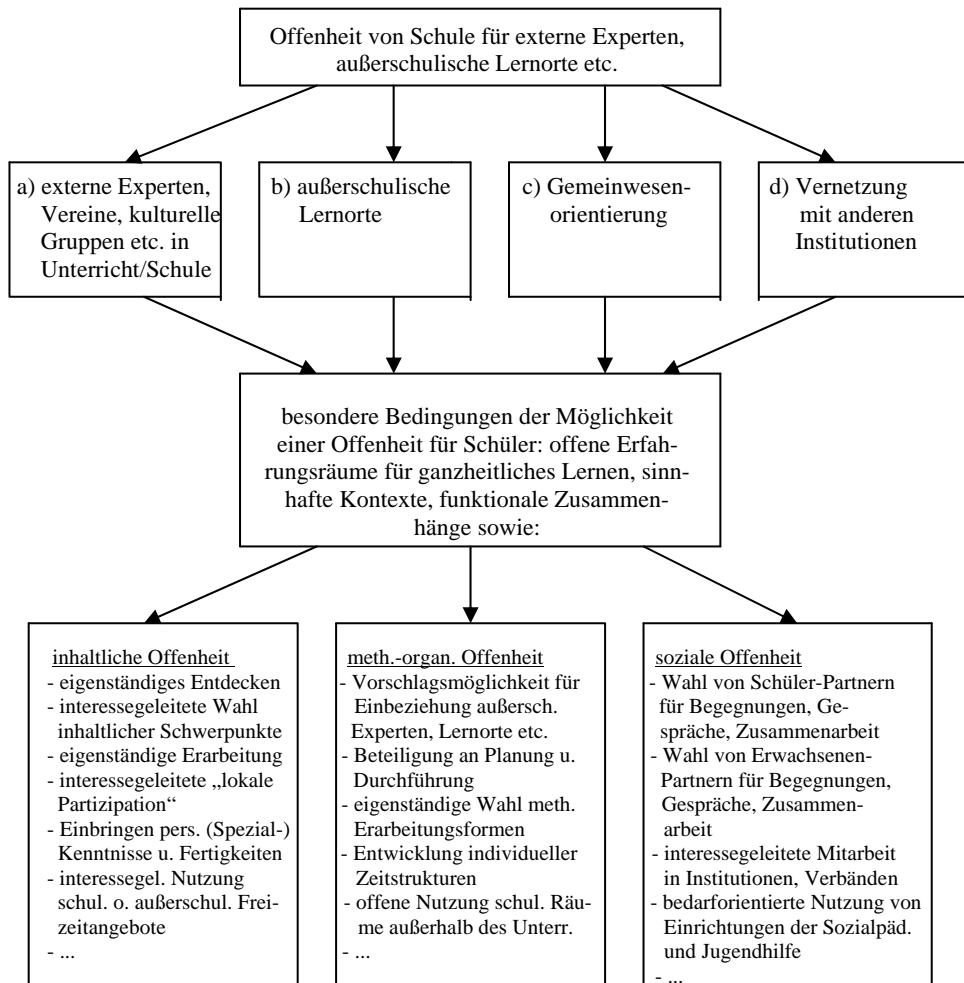 Offenheit von Schule für externe Experten,
außerschulische Lernorte etc.
a) externe Experten,
Vereine, kulturelle
Gruppen etc. in
Unterricht/Schule
b) außerschulische
Lernorte
c) Gemeinwesen-
orientierung
d) Vernetzung
mit anderen
Institutionen
besondere Bedingungen der Möglichkeit
einer Offenheit für Schüler: offene Erfah-
rungsräume für ganzheitliches Lernen, sinn-
hafte Kontexte, funktionale Zusammen-
hänge sowie:
inhaltliche Offenheit
- eigenständiges Entdecken
- interessegeleitete Wahl
inhaltlicher Schwerpunkte
- eigenständige Erarbeitung
- interessegeleitete „lokale
Partizipation“
- Einbringen pers. (Spezial-)
Kenntnisse u. Fertigkeiten
- interessegel. Nutzung
schul. o. außerschul. Frei-
zeitangebote
- ...
meth.-organ. Offenheit
- Vorschlagsmöglichkeit für
Einbeziehung außersch.
Experten, Lernorte etc.
- Beteiligung an Planung u.
Durchführung
- eigenständige Wahl meth.
Erarbeitungsformen
- Entwicklung individueller
Zeitstrukturen
- offene Nutzung schul. Räu-
me außerhalb des Unterr.
- ...
soziale Offenheit
- Wahl von Schüler-Partnern
für Begegnungen, Ge-
spräche, Zusammenarbeit
- Wahl von Erwachsenen-
Partnern für Begegnungen,
Gespräche, Zusammen-
arbeit
- interessegeleitete Mitarbeit
in Institutionen, Verbänden
- bedarforientierte Nutzung von
Einrichtungen der Sozialpäd.
und Jugendhilfe
- ...